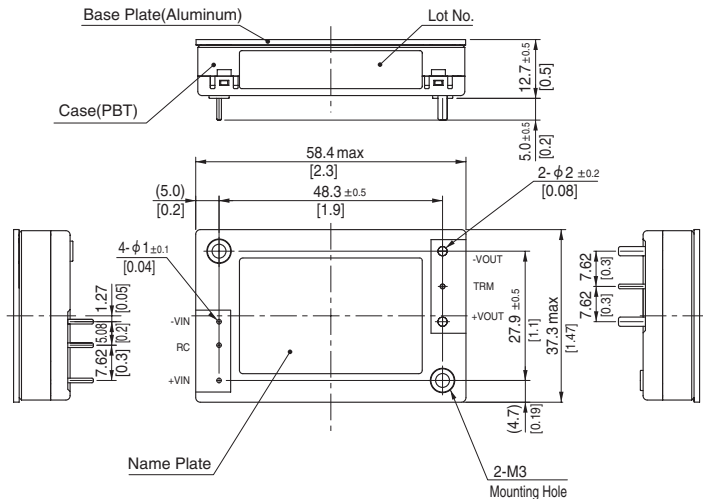 Base Plate(Aluminum)
Lot No.
Case(PBT)
12.7±0.5
[0.5]
5.0±0.5
[0.2]
58.4 max
[2.3]
(5.0)
[0.2]
48.3 ±0.5
[1.9]
2-φ2 ±0.2
[0.08]
4-φ1±0.1
[0.04]
-VOUT
TRM
+VOUT
-VIN
RC
+VIN
1.27
[0.05]
5.08
[0.2]
7.62
[0.3]
27.9 ±0.5
[1.1]
37.3 max
[1.47]
7.62
[0.3]
7.62
[0.3]
(4.7)
[0.19]
Name Plate
2-M3
Mounting Hole